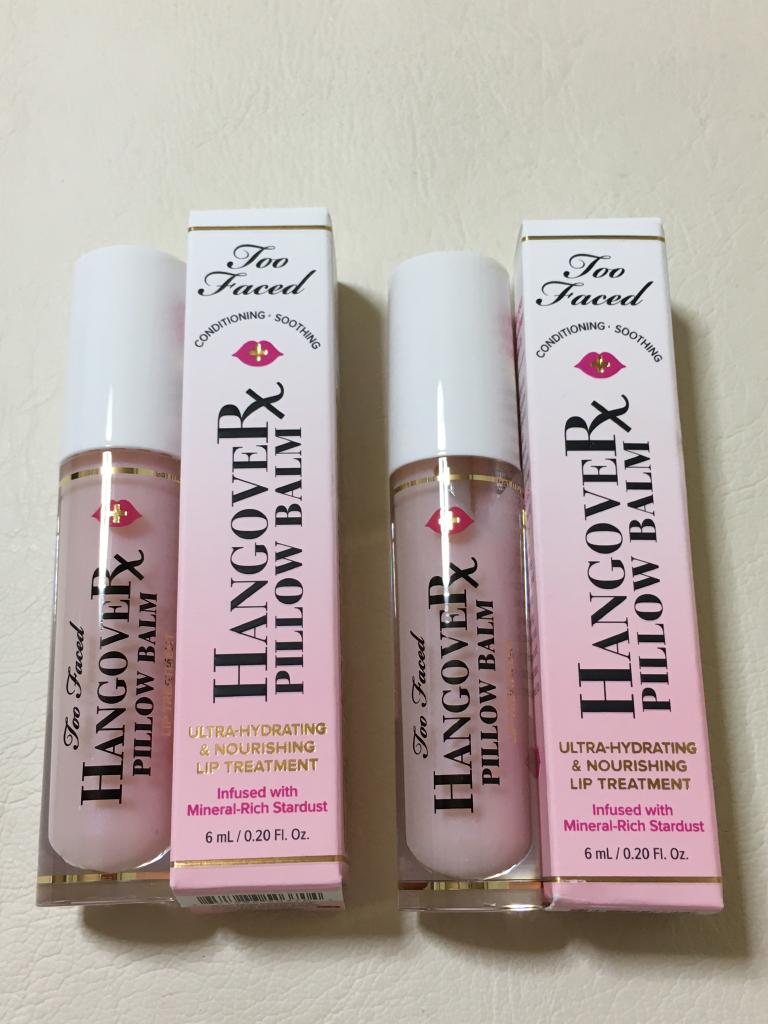 Too Faced
HANGOVERX
PILLOW BALM
Too
Faced
CONDITIONING · SOOTHING
HANGOVERX
PILLOW BALM
ULTRA-HYDRATING
& NOURISHING
LIP TREATMENT
Infused with
Mineral-Rich Stardust
6 mL / 0.20 Fl. Oz.
Too Faced
HANGOVERX
PILLOW BALM
Too
Faced
CONDITIONING · SOOTHING
HANGOVERX
PILLOW BALM
ULTRA-HYDRATING
& NOURISHING
LIP TREATMENT
Infused with
Mineral-Rich Stardust
6 mL / 0.20 Fl. Oz.